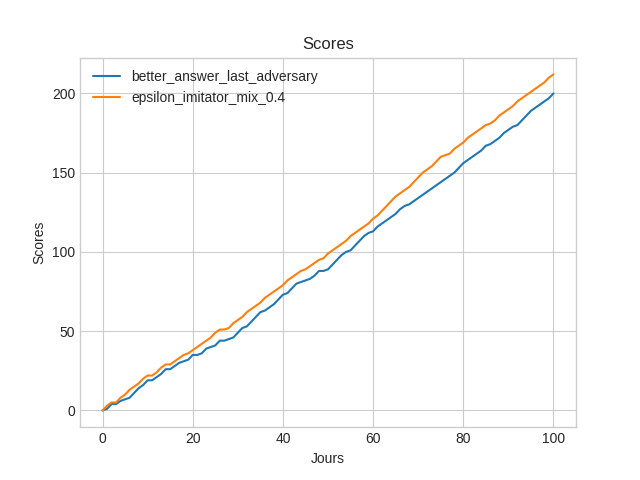 Scores
better_answer_last_adversary
epsilon_imitator_mix_0.4
Scores
200
150
100
50
0
0 20 40 60 80 100
Jours